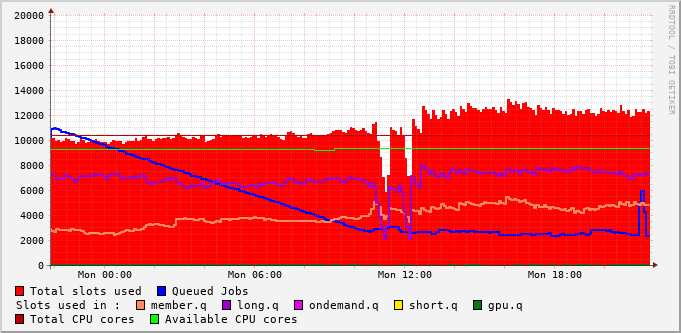 20000
18000
16000
14000
12000
10000
8000
6000
4000
2000
0
Mon 00:00 Mon 06:00 Mon 12:00 Mon 18:00
Total slots used Queued Jobs
Slots used in : member.q long.q ondemand.q short.q gpu.q
Total CPU cores Available CPU cores
RRDTOOL / TOBI OETIKER